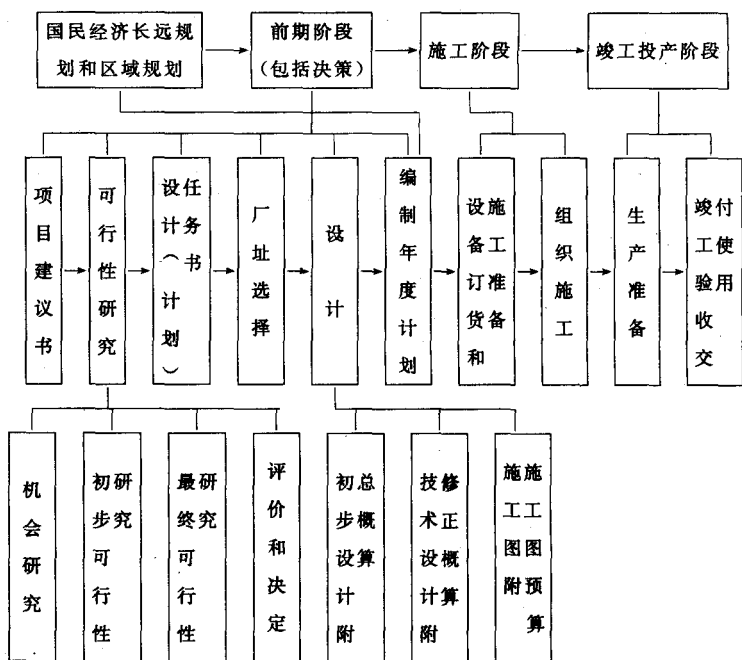 国民经济长远规
划和区域规划
前期阶段
（包括决策）
施工阶段
竣工投产阶段
项目建议书
可行性研究
设计（计划）
任务书
厂址选择
设计
编制年度计划
设备订货和
施工准备
组织施工
生产准备
竣工验收交
付使用
机会研究
初步可行性
研究
最终可行性
研究
评价和决定
初步设计附
总概算
技术设计附
修正概算
施工图附
施工图预算